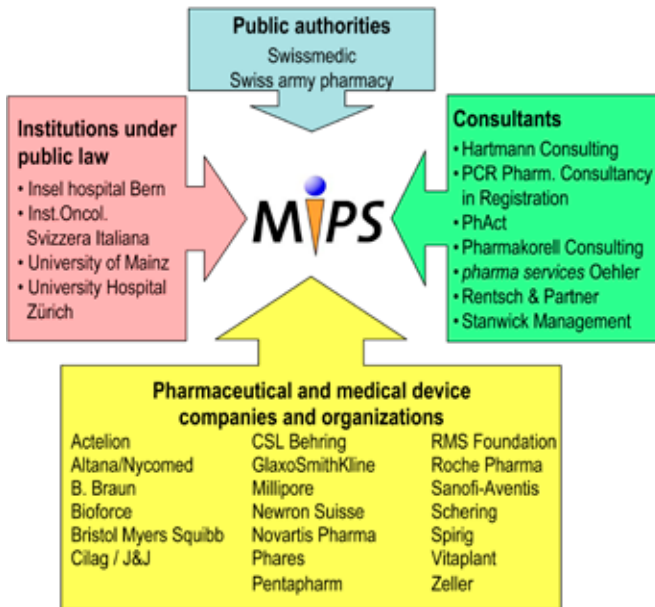 Public authorities
Swissmedic
Swiss army pharmacy
Institutions under
public law
• Insel hospital Bern
• Inst.Oncol.
Svizzera Italiana
• University of Mainz
• University Hospital
Zürich
MiPS
Consultants
• Hartmann Consulting
• PCR Pharm. Consultancy
in Registration
• PhAct
• Pharmakorell Consulting
• pharma services Oehler
• Rentsch & Partner
• Stanwick Management
Pharmaceutical and medical device
companies and organizations
Actelion
Altana/Nycomed
B. Braun
Bioforce
Bristol Myers Squibb
Cilag / J&J
CSL Behring
GlaxoSmithKline
Millipore
Newron Suisse
Novartis Pharma
Phares
Pentapharm
RMS Foundation
Roche Pharma
Sanofi-Aventis
Schering
Spirig
Vitaplant
Zeller